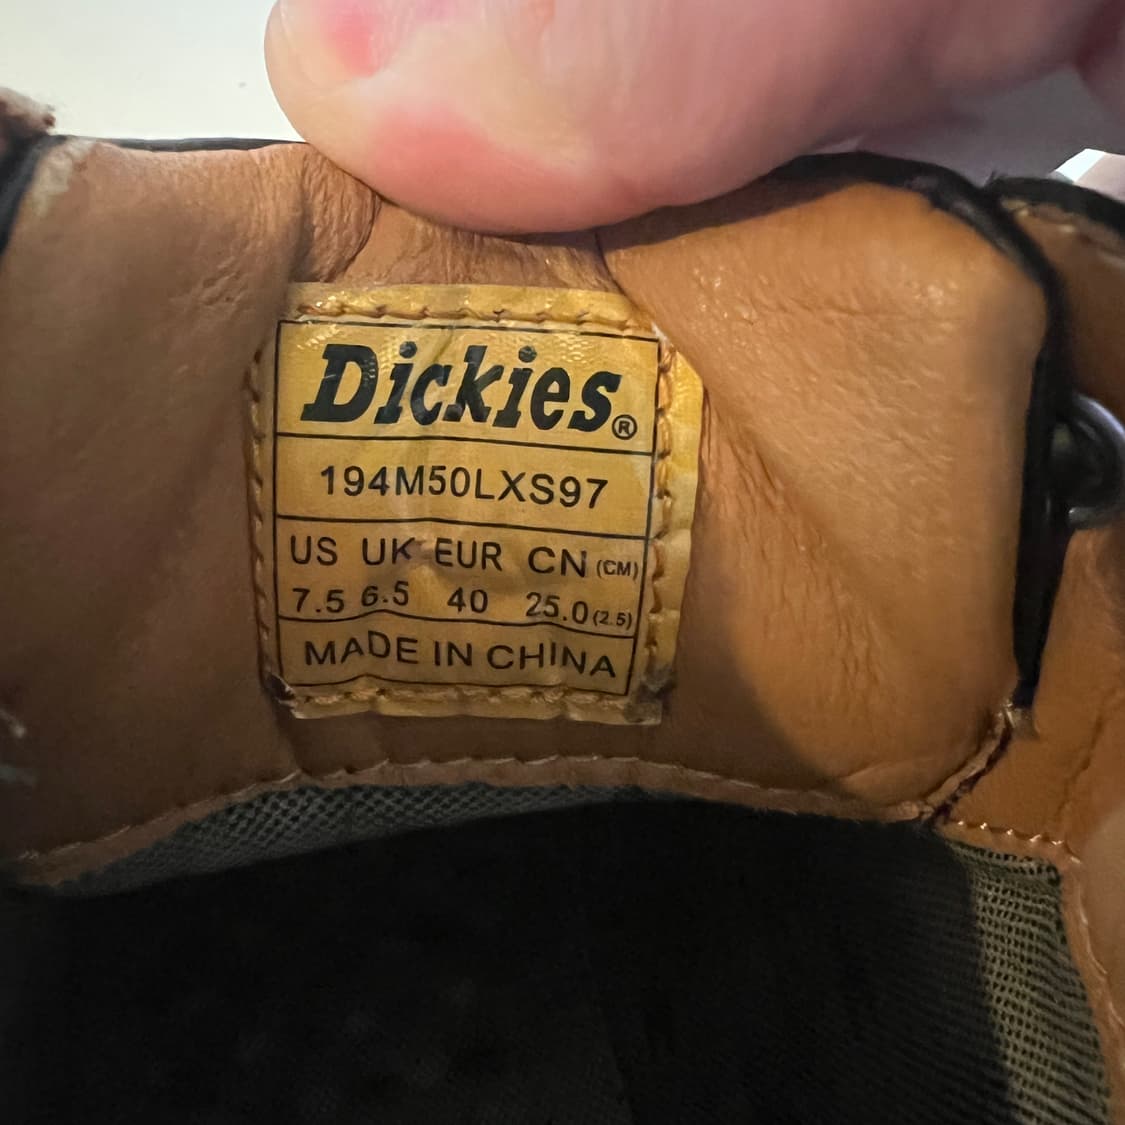 Dickies®
194M50LXS97
US UK EUR CN (CM)
7.5 6.5 40 25.0 (2.5)
MADE IN CHINA